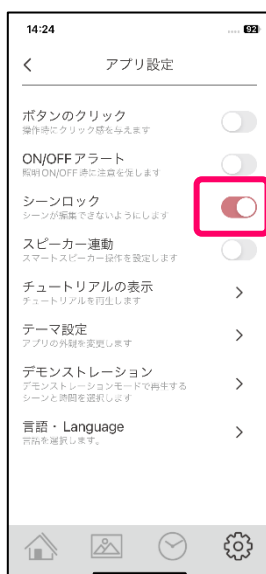 14:24
92
アプリ設定
ボタンのクリック
操作時にクリック感を与えます
ON/OFF アラート
照明 ON/OFF 時に注意を促します
シーンロック
シーンが編集できないようにします
スピーカー連動
スマートスピーカー操作を設定します
チュートリアルの表示
チュートリアルを再生します
テーマ設定
アプリの外観を変更します
デモンストレーション
デモンストレーションモードで再生する
シーンと時間を選択します
言語・ Language
言語を選択します。